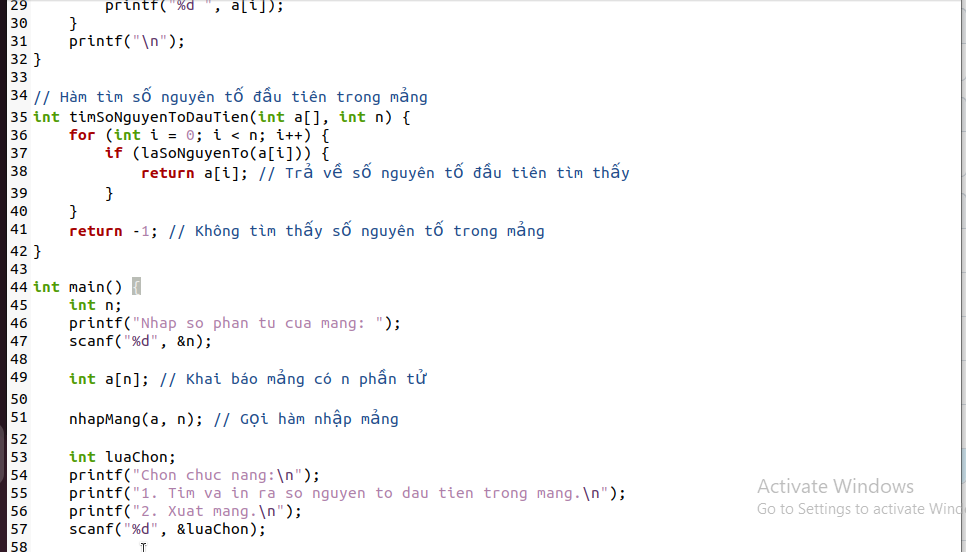 29         printf("%d ", a[i]);
30     }
31     printf("\n");
32 }
33
34 // Hàm tìm số nguyên tố đầu tiên trong mảng
35 int timSoNguyenToDauTien(int a[], int n) {
36     for (int i = 0; i < n; i++) {
37         if (laSoNguyenTo(a[i])) {
38             return a[i]; // Trả về số nguyên tố đầu tiên tìm thấy
39         }
40     }
41     return -1; // Không tìm thấy số nguyên tố trong mảng
42 }
43
44 int main() {
45     int n;
46     printf("Nhap so phan tu cua mang: ");
47     scanf("%d", &n);
48
49     int a[n]; // Khai báo mảng có n phần tử
50
51     nhapMang(a, n); // Gọi hàm nhập mảng
52
53     int luaChon;
54     printf("Chon chuc nang:\n");
55     printf("1. Tim va in ra so nguyen to dau tien trong mang.\n");
56     printf("2. Xuat mang.\n");
57     scanf("%d", &luaChon);
58
Activate Windows
Go to Settings to activate